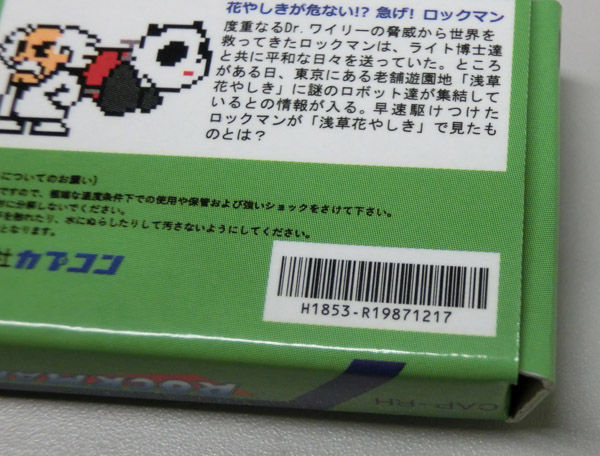 花やしきが危ない!? 急げ! ロックマン
度重なるDr.ワイリーの脅威から世界を
救ってきたロックマンは、ライト博士達
と共に平和な日々を送っていた。ところ
がある日、東京にある老舗遊園地「浅草
花やしき」に謎のロボット達が集結して
いるとの情報が入る。早速駆けつけた
ロックマンが「浅草花やしき」で見たも
のとは?
についてのお願い)
ですので、極端な温度条件下での使用や保管および強いショックをさけて下さい。
に分解しないでください。
を触れたり、水にぬらしたりして汚さないようにしてください。
となります。
社カプコン
H1853-R19871217
ROCKMAN
CAP-RH